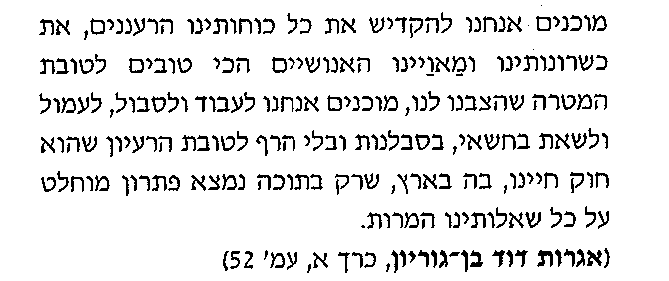 מוכנים אנחנו להקדיש את כל כוחותינו הרעננים, את
כשרונותינו ומַאוַיינו האנושיים הכי טובים לטובת
המטרה שהצבנו לנו, מוכנים אנחנו לעבוד ולסבול, לעמול
ולשאת בחשאי, בסבלנות ובלי הרף לטובת הרעיון שהוא
חוק חיינו, בה בארץ, שרק בתוכה נמצא פתרון מוחלט
על כל שאלותינו המרות.
(אגרות דוד בן־גוריון, כרך א, עמ' 52)